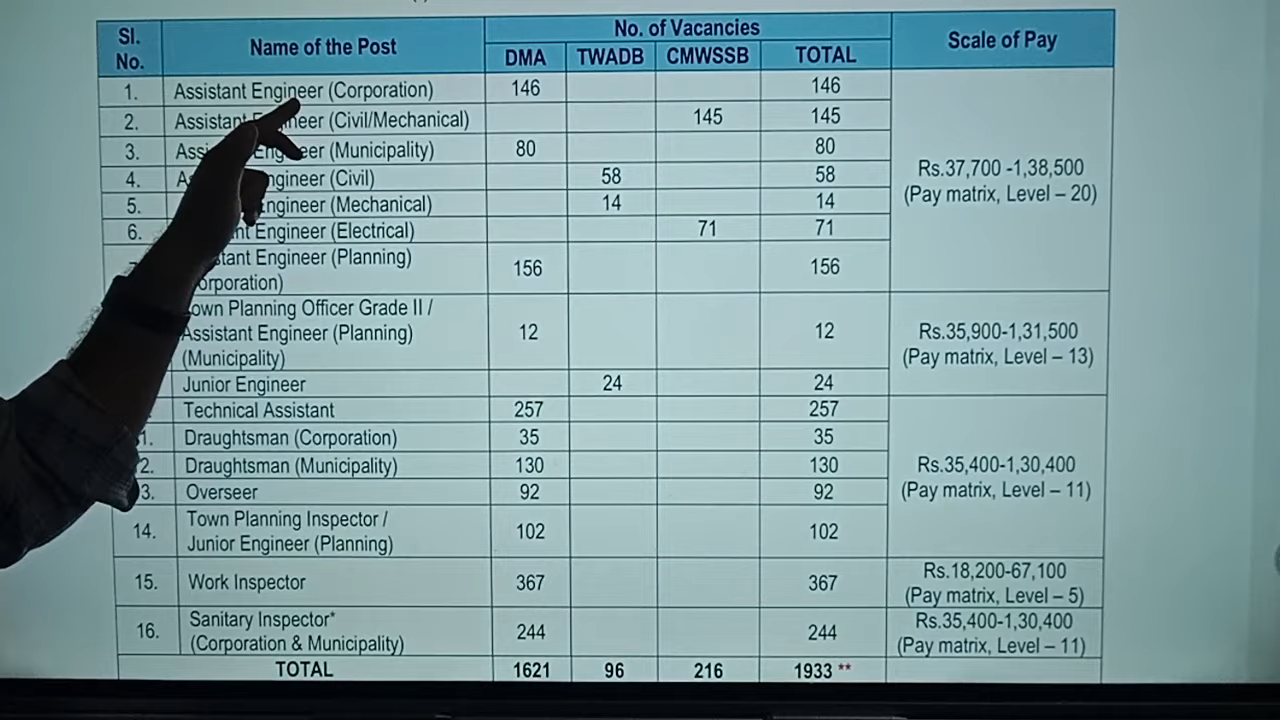 Sl. No. Name of the Post No. of Vacancies Scale of Pay
DMA TWADB CMWSSB TOTAL
1. Assistant Engineer (Corporation) 146 146
2. Assistant Engineer (Civil/Mechanical) 145 145
3. Engineer (Municipality) 80 80
4. Engineer (Civil) 58 58
5. Engineer (Mechanical) 14 14
6. Engineer (Electrical) 71 71
Engineer (Planning)
156 156
Rs.37,700 -1,38,500
(Pay matrix, Level – 20)
Town Planning Officer Grade II /
Assistant Engineer (Planning) 12 12
(Municipality)
Junior Engineer 24 24
Rs.35,900-1,31,500
(Pay matrix, Level – 13)
Technical Assistant 257 257
Draughtsman (Corporation) 35 35
Draughtsman (Municipality) 130 130
Overseer 92 92
14. Town Planning Inspector /
Junior Engineer (Planning) 102 102
Rs.35,400-1,30,400
(Pay matrix, Level – 11)
15. Work Inspector 367 367 Rs.18,200-67,100
(Pay matrix, Level – 5)
16. Sanitary Inspector*
(Corporation & Municipality) 244 244 Rs.35,400-1,30,400
(Pay matrix, Level – 11)
TOTAL 1621 96 216 1933 **